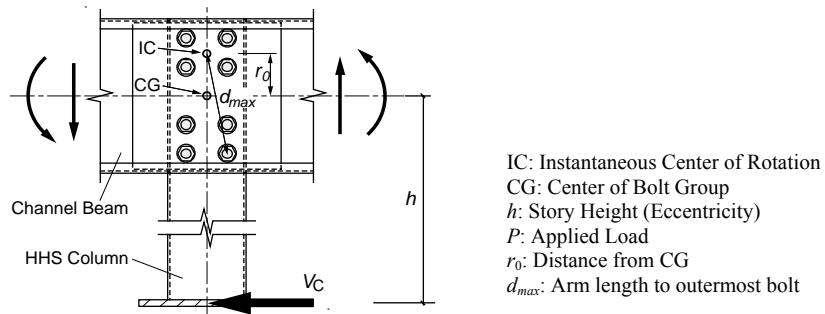 IC
CG
r0
dmax
Channel Beam
HHS Column
h
VC
IC: Instantaneous Center of Rotation
CG: Center of Bolt Group
h: Story Height (Eccentricity)
P: Applied Load
r0: Distance from CG
dmax: Arm length to outermost bolt